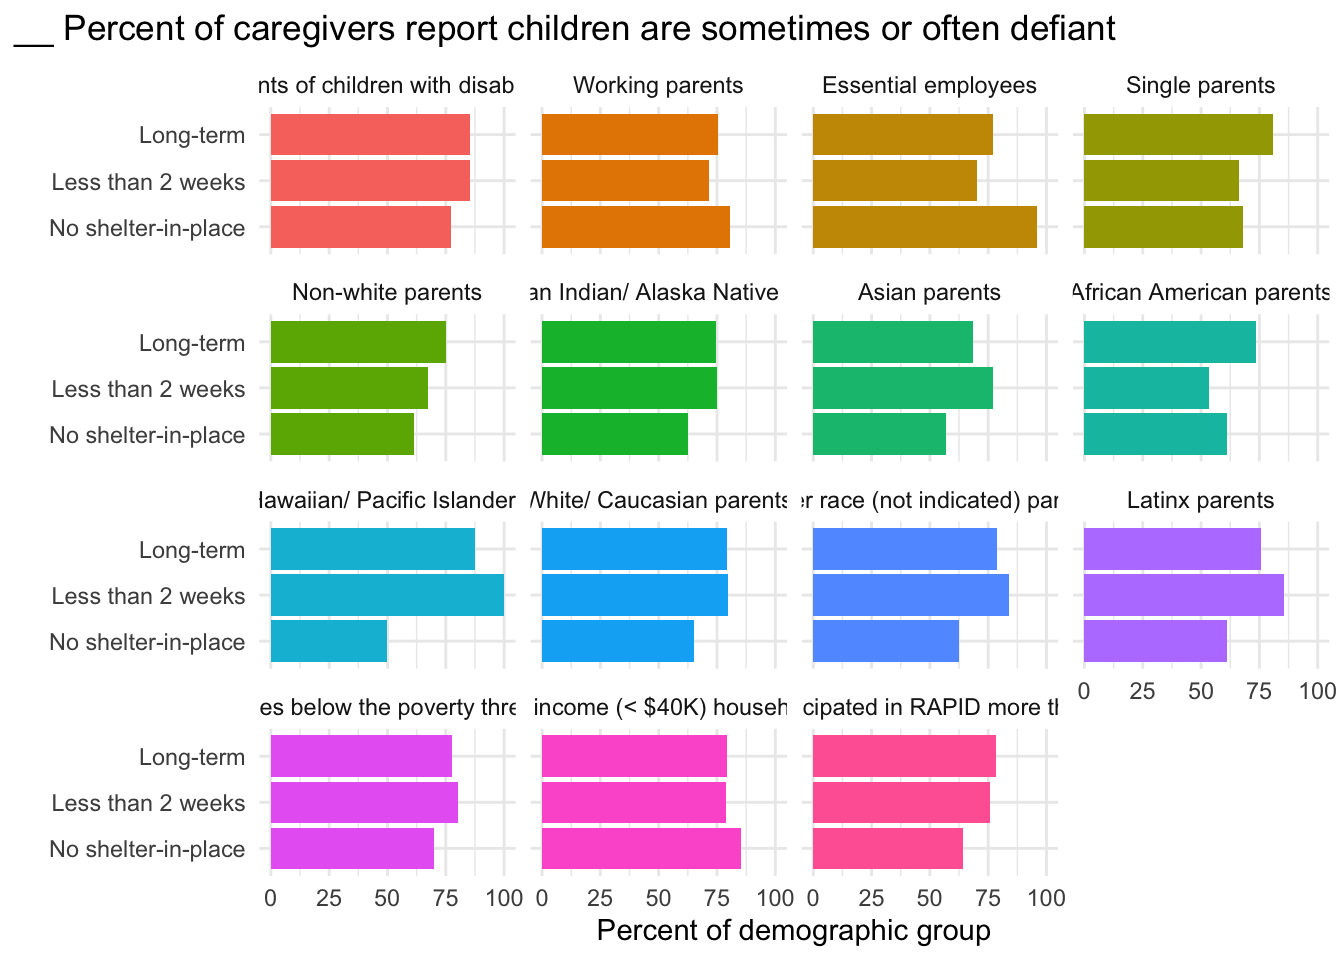 __ Percent of caregivers report children are sometimes or often defiant
nts of children with disab Working parents Essential employees Single parents
Long-term
Less than 2 weeks
No shelter-in-place
Non-white parents an Indian/ Alaska Native Asian parents African American parents
Long-term
Less than 2 weeks
No shelter-in-place
Hawaiian/ Pacific Islander White/ Caucasian parents er race (not indicated) par Latinx parents
Long-term
Less than 2 weeks
No shelter-in-place
0 25 50 75 100
es below the poverty thre income (< $40K) househ cipated in RAPID more th
Long-term
Less than 2 weeks
No shelter-in-place
0 25 50 75 100 0 25 50 75 100 0 25 50 75 100
Percent of demographic group